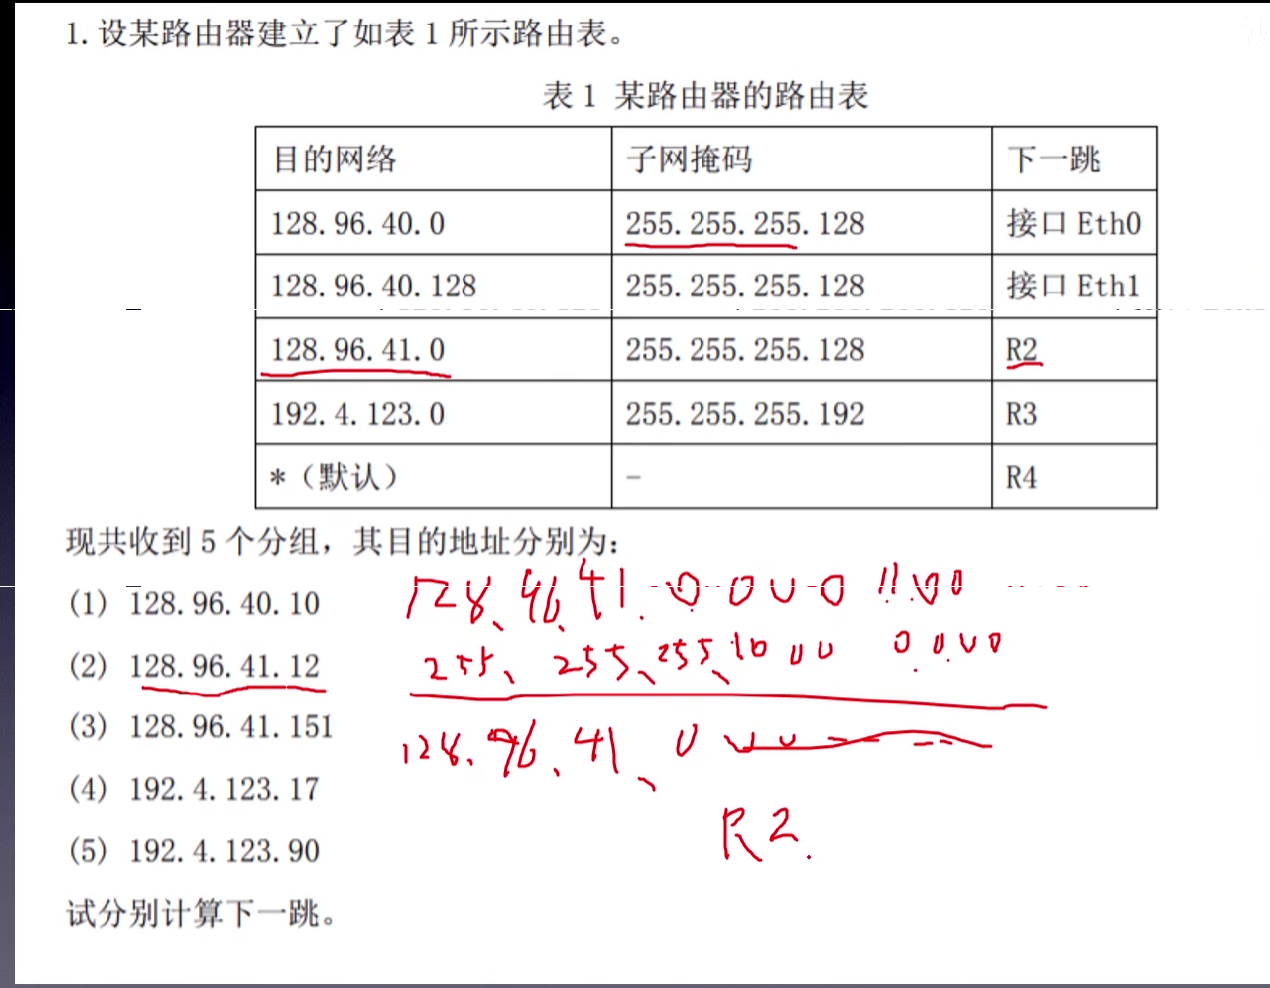 1. 设某路由器建立了如表 1 所示路由表。
表 1 某路由器的路由表
目的网络 子网掩码 下一跳
128.96.40.0 255.255.255.128 接口 Eth0
128.96.40.128 255.255.255.128 接口 Eth1
128.96.41.0 255.255.255.128 R2
192.4.123.0 255.255.255.192 R3
*（默认） - R4
现共收到 5 个分组，其目的地址分别为：
(1) 128.96.40.10
128.96.41.0000 1100
(2) 128.96.41.12
255.255.255.1000 0000
(3) 128.96.41.151
128.96.41.0
(4) 192.4.123.17
R2.
(5) 192.4.123.90
试分别计算下一跳。